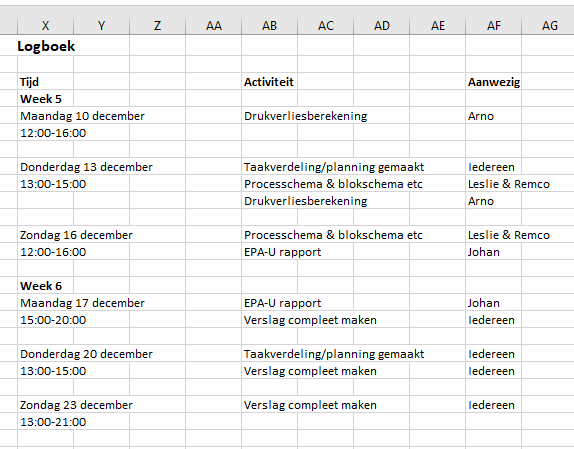 X Y Z AA AB AC AD AE AF AG
Logboek
Tijd Activiteit Aanwezig
Week 5
Maandag 10 december Drukverliesberekening Arno
12:00-16:00
Donderdag 13 december Taakverdeling/planning gemaakt Iedereen
13:00-15:00 Processchema & blokschema etc Leslie & Remco
Drukverliesberekening Arno
Zondag 16 december Processchema & blokschema etc Leslie & Remco
12:00-16:00 EPA-U rapport Johan
Week 6
Maandag 17 december EPA-U rapport Johan
15:00-20:00 Verslag compleet maken Iedereen
Donderdag 20 december Taakverdeling/planning gemaakt Iedereen
13:00-15:00 Verslag compleet maken Iedereen
Zondag 23 december Verslag compleet maken Iedereen
13:00-21:00